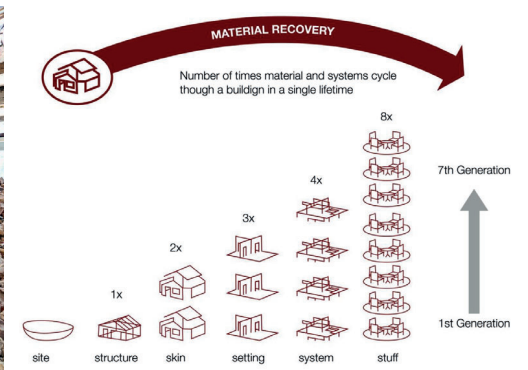 MATERIAL RECOVERY
Number of times material and systems cycle
though a buildign in a single lifetime
8x
7th Generation
4x
3x
2x
1x
1st Generation
site
structure
skin
setting
system
stuff